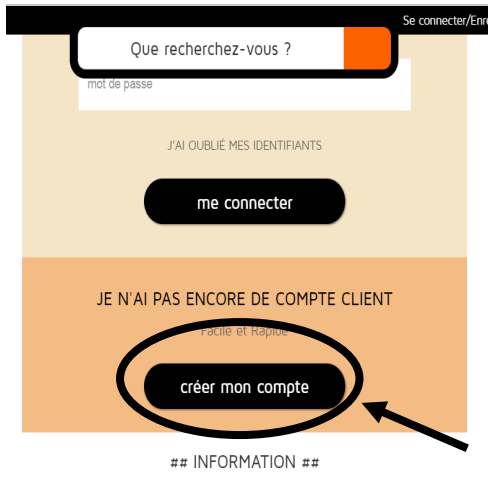 Se connecter/Enre
Que recherchez-vous ?
mot de passe
J'AI OUBLIÉ MES IDENTIFIANTS
me connecter
JE N'AI PAS ENCORE DE COMPTE CLIENT
Facile et Rapide
créer mon compte
## INFORMATION ##